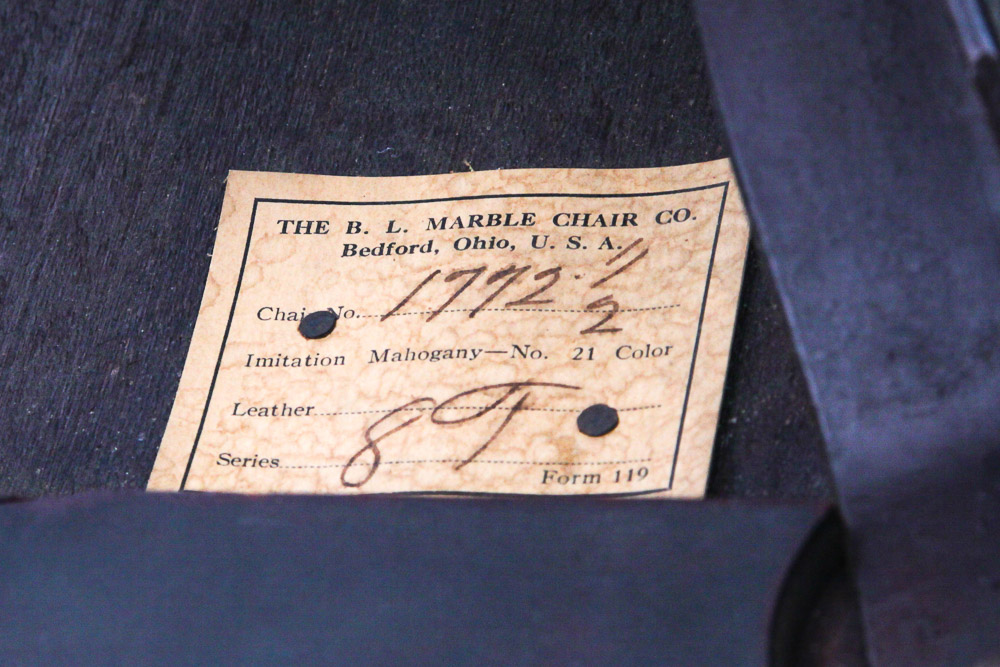 THE B. L. MARBLE CHAIR CO.
Bedford, Ohio, U. S. A.
Chair No. 1772 1/2
Imitation Mahogany—No. 21 Color
Leather
8T
Series
Form 119